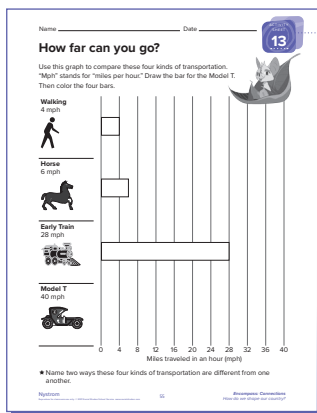 Name Date
ACTIVITY
SHEET
13
How far can you go?
Use this graph to compare these four kinds of transportation.
“Mph” stands for “miles per hour.” Draw the bar for the Model T.
Then color the four bars.
Walking
4 mph
Horse
6 mph
Early Train
28 mph
Model T
40 mph
0 4 8 12 16 20 24 28 32 36 40
Miles traveled in an hour (mph)
★ Name two ways these four kinds of transportation are different from one
another.
Nystrom
55
Encompass: Connections
How do we shape our country?